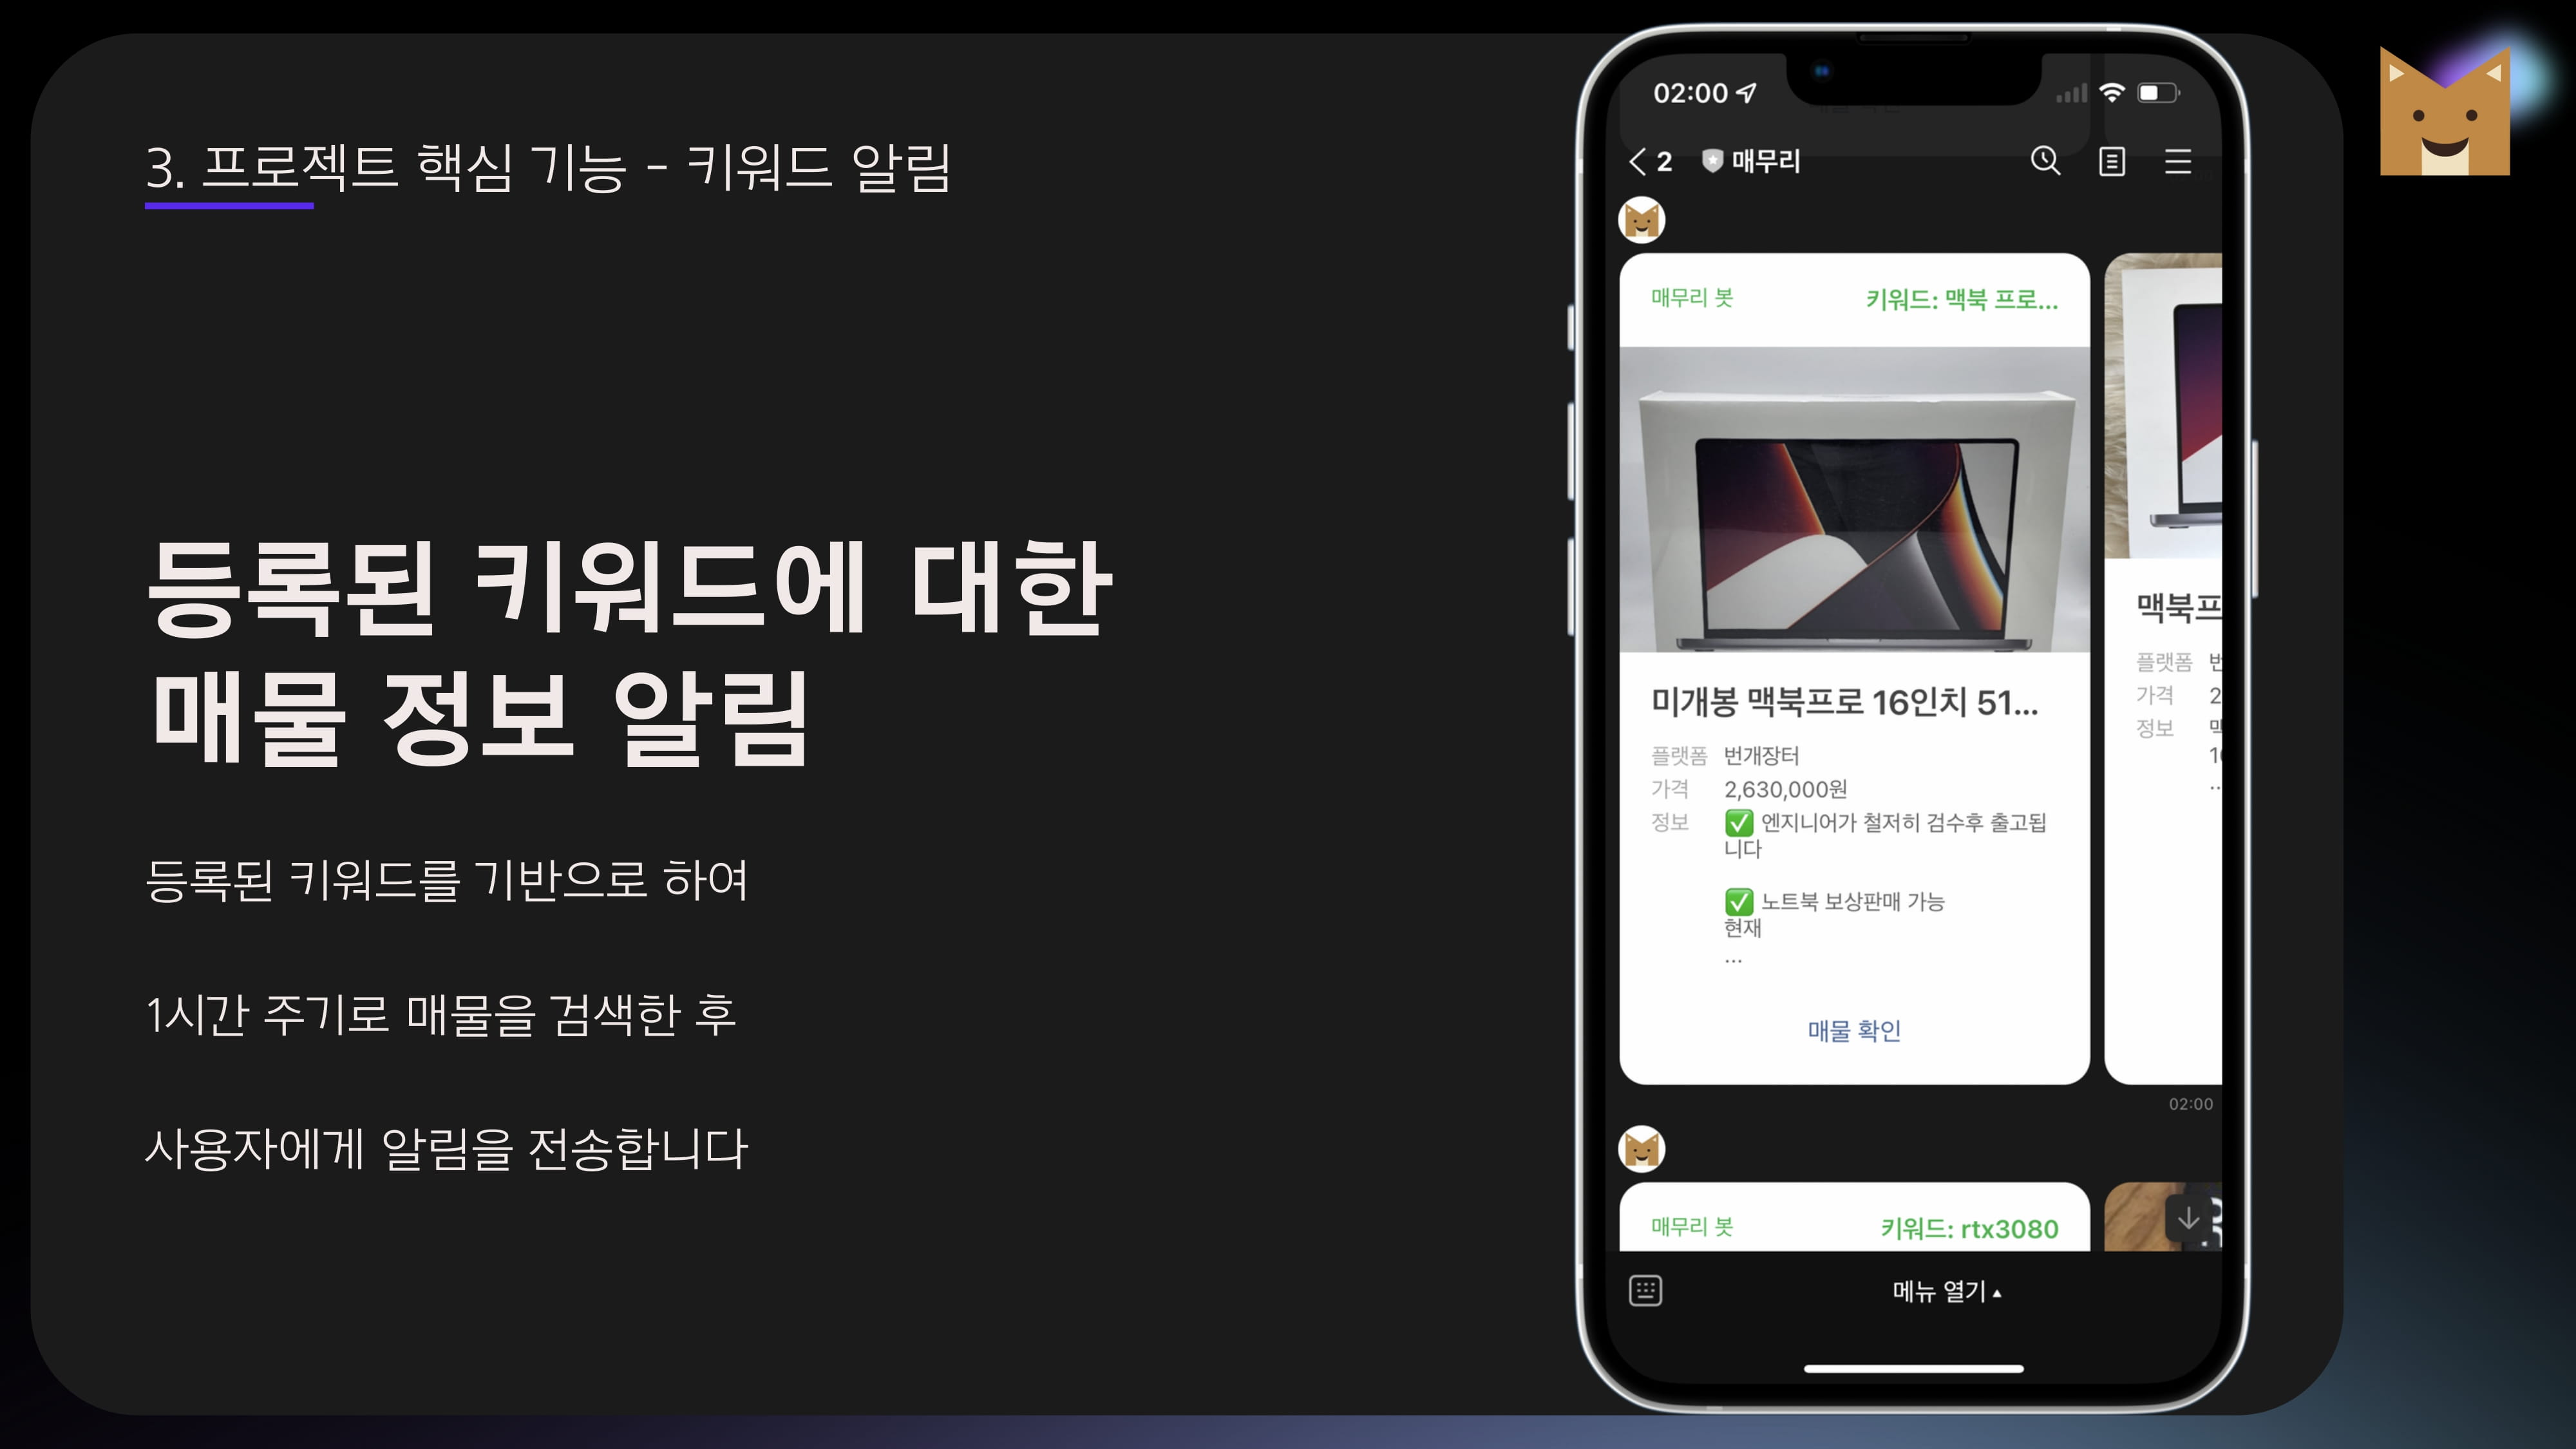 3. 프로젝트 핵심 기능 - 키워드 알림
등록된 키워드에 대한
매물 정보 알림
등록된 키워드를 기반으로 하여
1시간 주기로 매물을 검색한 후
사용자에게 알림을 전송합니다
02:00
2 매무리
매무리 봇 키워드: 맥북 프로...
미개봉 맥북프로 16인치 51...
플랫폼 번개장터
가격 2,630,000원
정보 ✅ 엔지니어가 철저히 검수후 출고됩
니다
✅ 노트북 보상판매 가능
현재
...
매물 확인
맥북프
플랫폼
가격 2
정보
...
02:00
매무리 봇 키워드: rtx3080
메뉴 열기 ▴